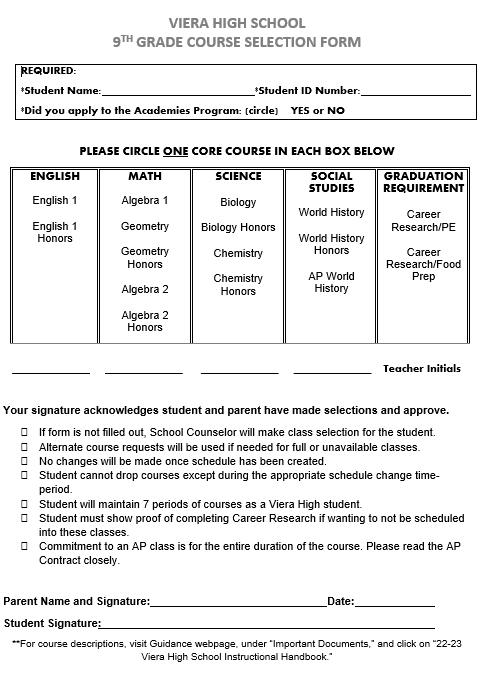 VIERA HIGH SCHOOL
9TH GRADE COURSE SELECTION FORM
REQUIRED:
*Student Name: *Student ID Number:
*Did you apply to the Academies Program: (circle) YES or NO
PLEASE CIRCLE ONE CORE COURSE IN EACH BOX BELOW
ENGLISH
English 1
English 1
Honors
MATH
Algebra 1
Geometry
Geometry
Honors
Algebra 2
Algebra 2
Honors
SCIENCE
Biology
Biology Honors
Chemistry
Chemistry
Honors
SOCIAL
STUDIES
World History
World History
Honors
AP World
History
GRADUATION
REQUIREMENT
Career
Research/PE
Career
Research/Food
Prep
Teacher Initials
Your signature acknowledges student and parent have made selections and approve.
If form is not filled out, School Counselor will make class selection for the student.
Alternate course requests will be used if needed for full or unavailable classes.
No changes will be made once schedule has been created.
Student cannot drop courses except during the appropriate schedule change time-
period.
Student will maintain 7 periods of courses as a Viera High student.
Student must show proof of completing Career Research if wanting to not be scheduled
into these classes.
Commitment to an AP class is for the entire duration of the course. Please read the AP
Contract closely.
Parent Name and Signature: Date:
Student Signature:
**For course descriptions, visit Guidance webpage, under “Important Documents,” and click on “22-23
Viera High School Instructional Handbook.”